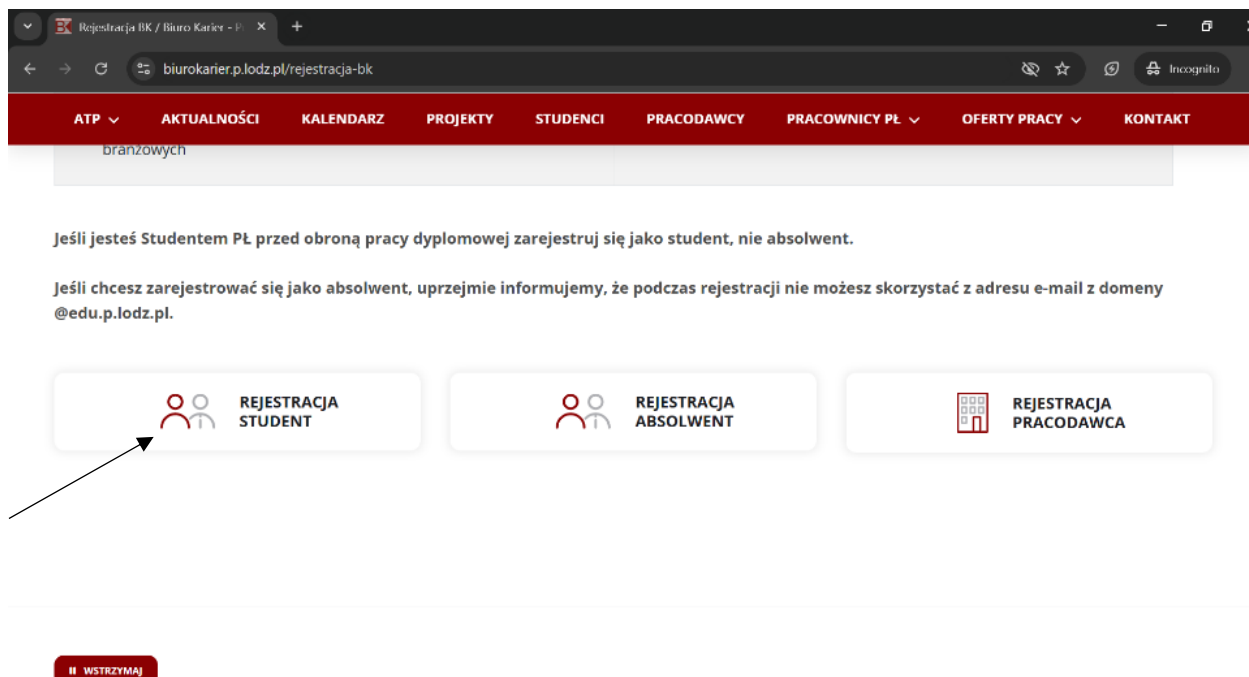 Rejestracja BK / Biuro Karier - P
biurokarier.p.lodz.pl/rejestracja-bk
Incognito
ATP AKTUALNOŚCI KALENDARZ PROJEKTY STUDENCI PRACODAWCY PRACOWNICY PŁ OFERTY PRACY KONTAKT
branżowych
Jeśli jesteś Studentem PŁ przed obroną pracy dyplomowej zarejestruj się jako student, nie absolwent.
Jeśli chcesz zarejestrować się jako absolwent, uprzejmie informujemy, że podczas rejestracji nie możesz skorzystać z adresu e-mail z domeny
@edu.p.lodz.pl.
REJESTRACJA
STUDENT
REJESTRACJA
ABSOLWENT
REJESTRACJA
PRACODAWCA
WSTRZYMAJ